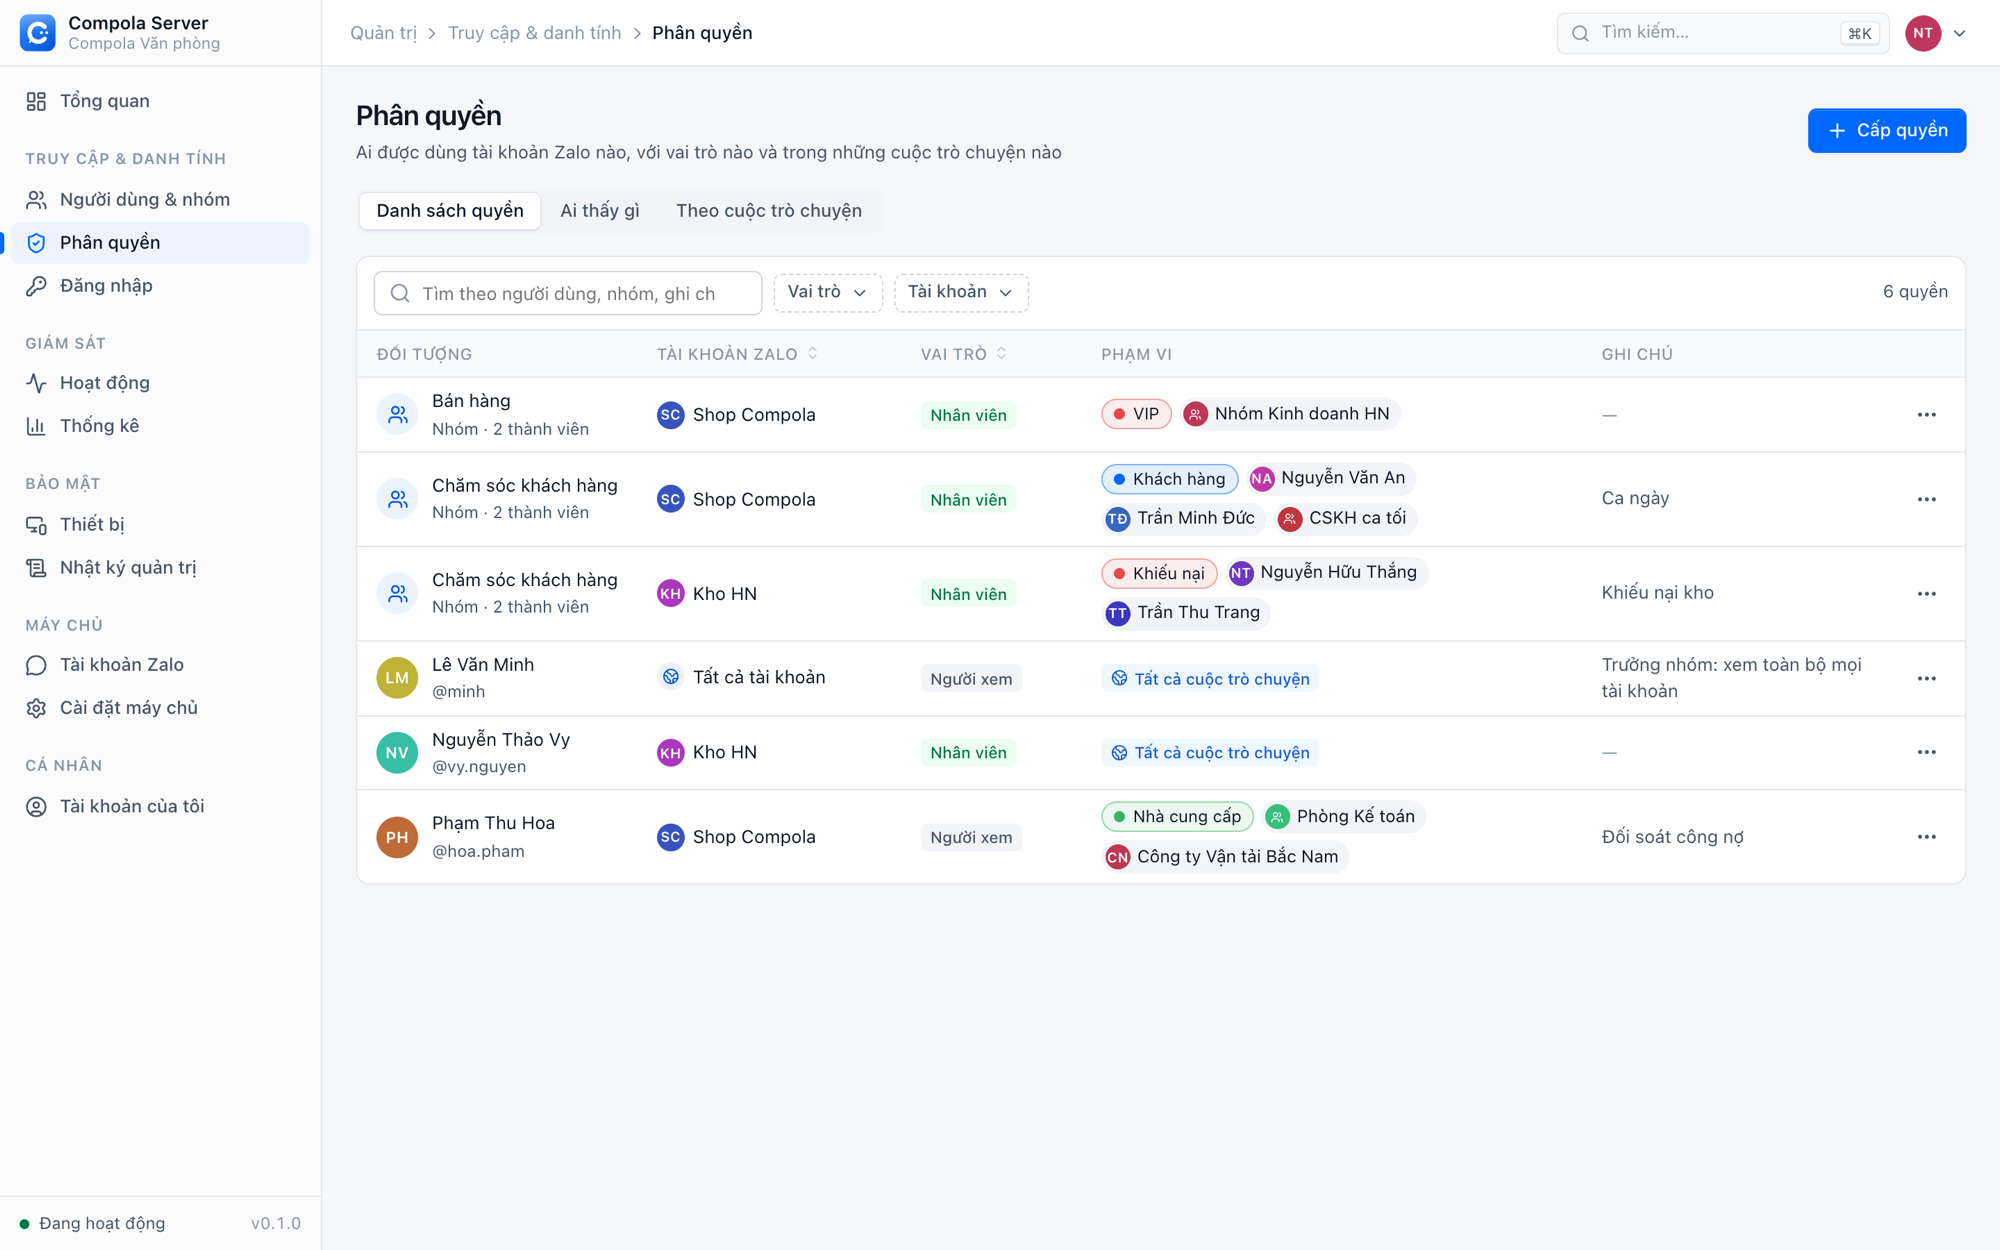 Compola Server
Compola Văn phòng
Quản trị > Truy cập & danh tính > Phân quyền
Tìm kiếm...
⌘K
NT
Tổng quan
TRUY CẬP & DANH TÍNH
Người dùng & nhóm
Phân quyền
Đăng nhập
GIÁM SÁT
Hoạt động
Thống kê
BẢO MẬT
Thiết bị
Nhật ký quản trị
MÁY CHỦ
Tài khoản Zalo
Cài đặt máy chủ
CÁ NHÂN
Tài khoản của tôi
Đang hoạt động
v0.1.0
Phân quyền
Ai được dùng tài khoản Zalo nào, với vai trò nào và trong những cuộc trò chuyện nào
+ Cấp quyền
Danh sách quyền
Ai thấy gì
Theo cuộc trò chuyện
Tìm theo người dùng, nhóm, ghi ch
Vai trò
Tài khoản
6 quyền
ĐỐI TƯỢNG
TÀI KHOẢN ZALO
VAI TRÒ
PHẠM VI
GHI CHÚ
Bán hàng
Nhóm · 2 thành viên
SC Shop Compola
Nhân viên
VIP
Nhóm Kinh doanh HN
—
Chăm sóc khách hàng
Nhóm · 2 thành viên
SC Shop Compola
Nhân viên
Khách hàng
NA Nguyễn Văn An
TĐ Trần Minh Đức
CSKH ca tối
Ca ngày
Chăm sóc khách hàng
Nhóm · 2 thành viên
KH Kho HN
Nhân viên
Khiếu nại
NT Nguyễn Hữu Thắng
TT Trần Thu Trang
Khiếu nại kho
LM
Lê Văn Minh
@minh
Tất cả tài khoản
Người xem
Tất cả cuộc trò chuyện
Trưởng nhóm: xem toàn bộ mọi
tài khoản
NV
Nguyễn Thảo Vy
@vy.nguyen
KH Kho HN
Nhân viên
Tất cả cuộc trò chuyện
—
PH
Phạm Thu Hoa
@hoa.pham
SC Shop Compola
Người xem
Nhà cung cấp
Phòng Kế toán
CN Công ty Vận tải Bắc Nam
Đối soát công nợ